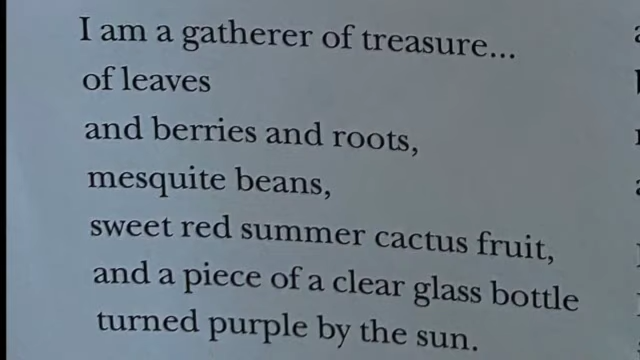 I am a gatherer of treasure...
of leaves
and berries and roots,
mesquite beans,
sweet red summer cactus fruit,
and a piece of a clear glass bottle
turned purple by the sun.